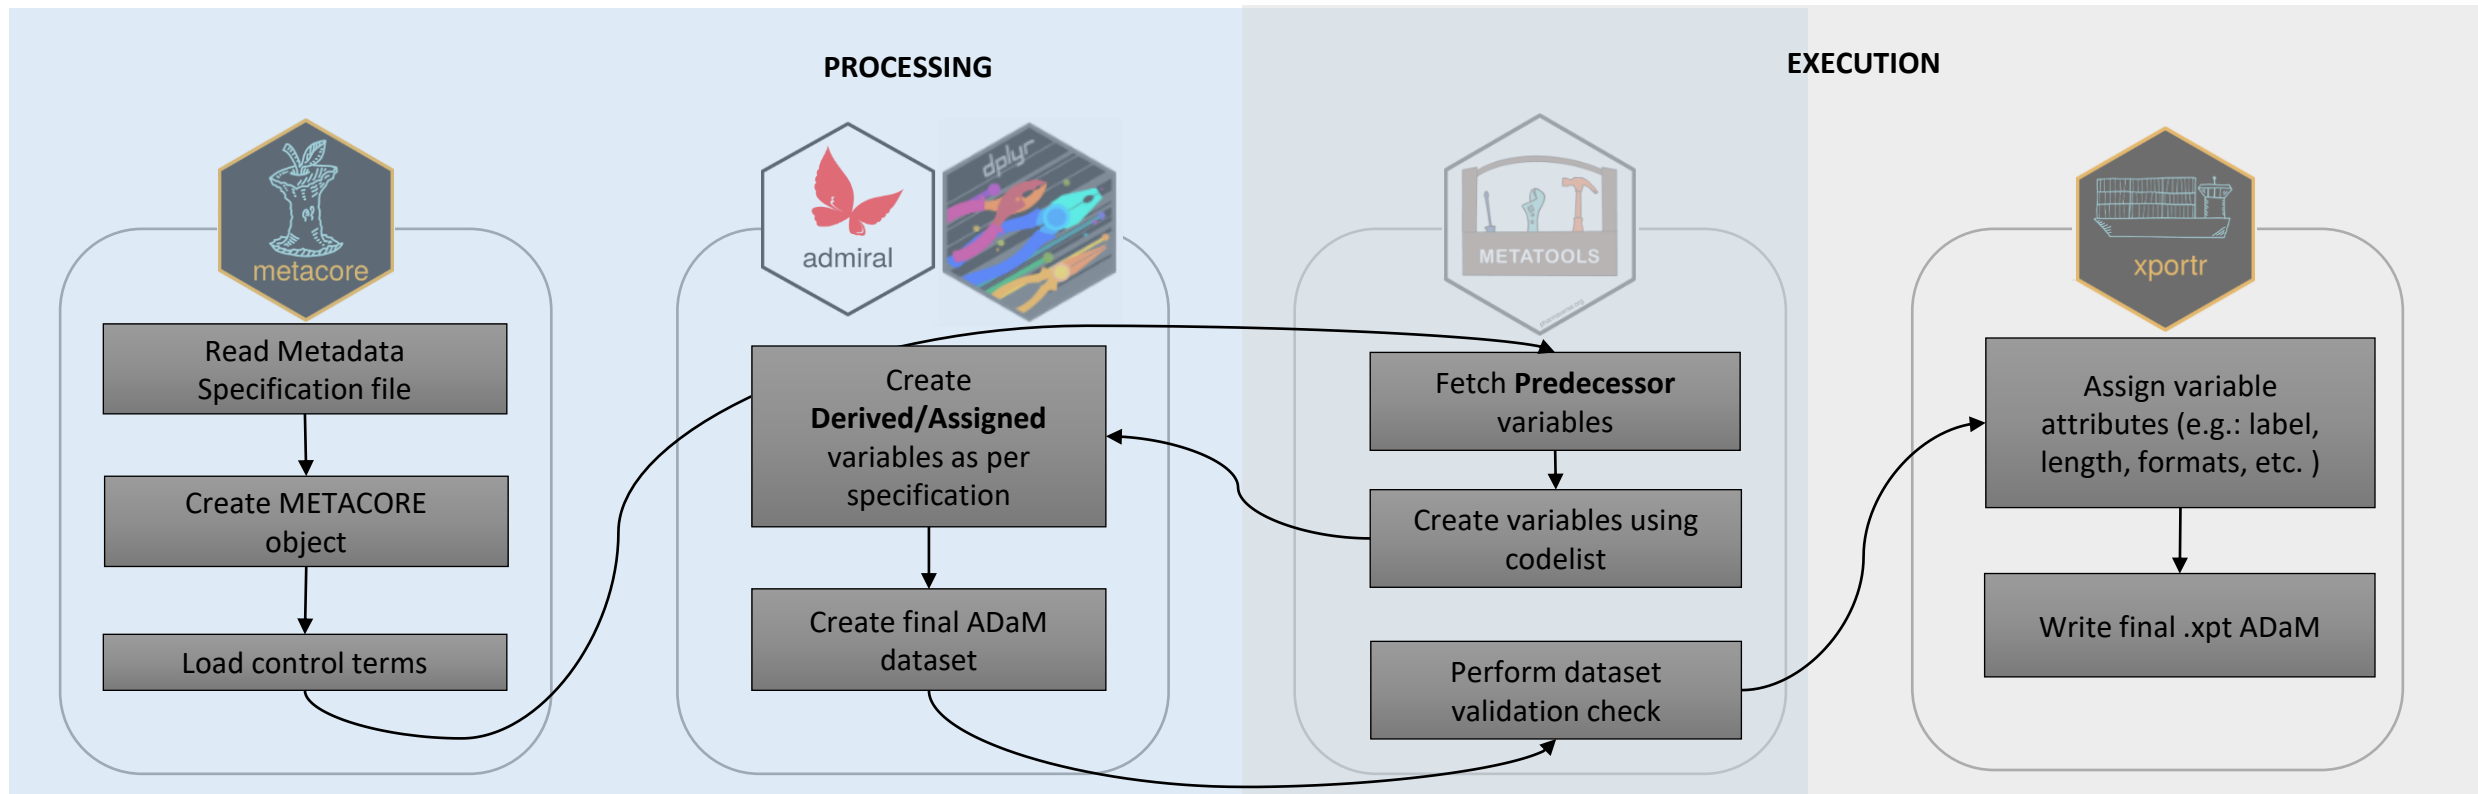 PROCESSING
EXECUTION
metacore
admiral
dplyr
METATOOLS
xportr
Read Metadata
Specification file
Create METACORE
object
Load control terms
Create
Derived/Assigned
variables as per
specification
Create final ADaM
dataset
Fetch Predecessor
variables
Create variables using
codelist
Perform dataset
validation check
Assign variable
attributes (e.g.: label,
length, formats, etc. )
Write final .xpt ADaM